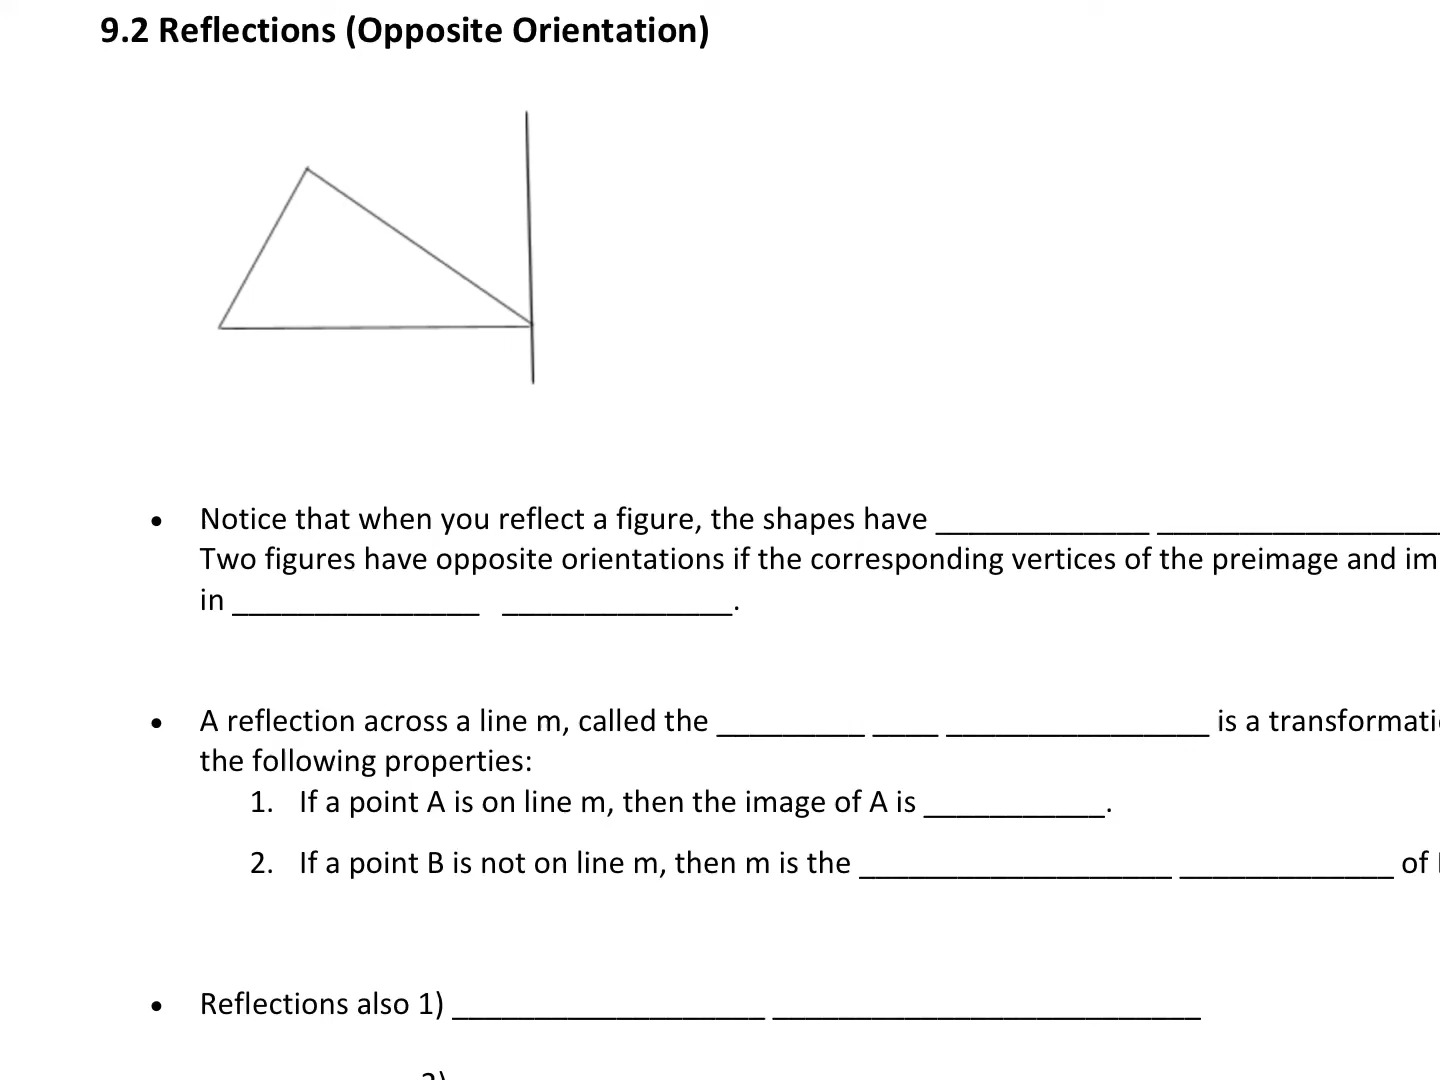 9.2 Reflections (Opposite Orientation)
• Notice that when you reflect a figure, the shapes have _____________ __________________
Two figures have opposite orientations if the corresponding vertices of the preimage and im
in _______________ ______________.
• A reflection across a line m, called the _________ ____ ________________ is a transformati
the following properties:
1. If a point A is on line m, then the image of A is ___________.
2. If a point B is not on line m, then m is the ___________________ _____________ of
• Reflections also 1) ___________________ __________________________